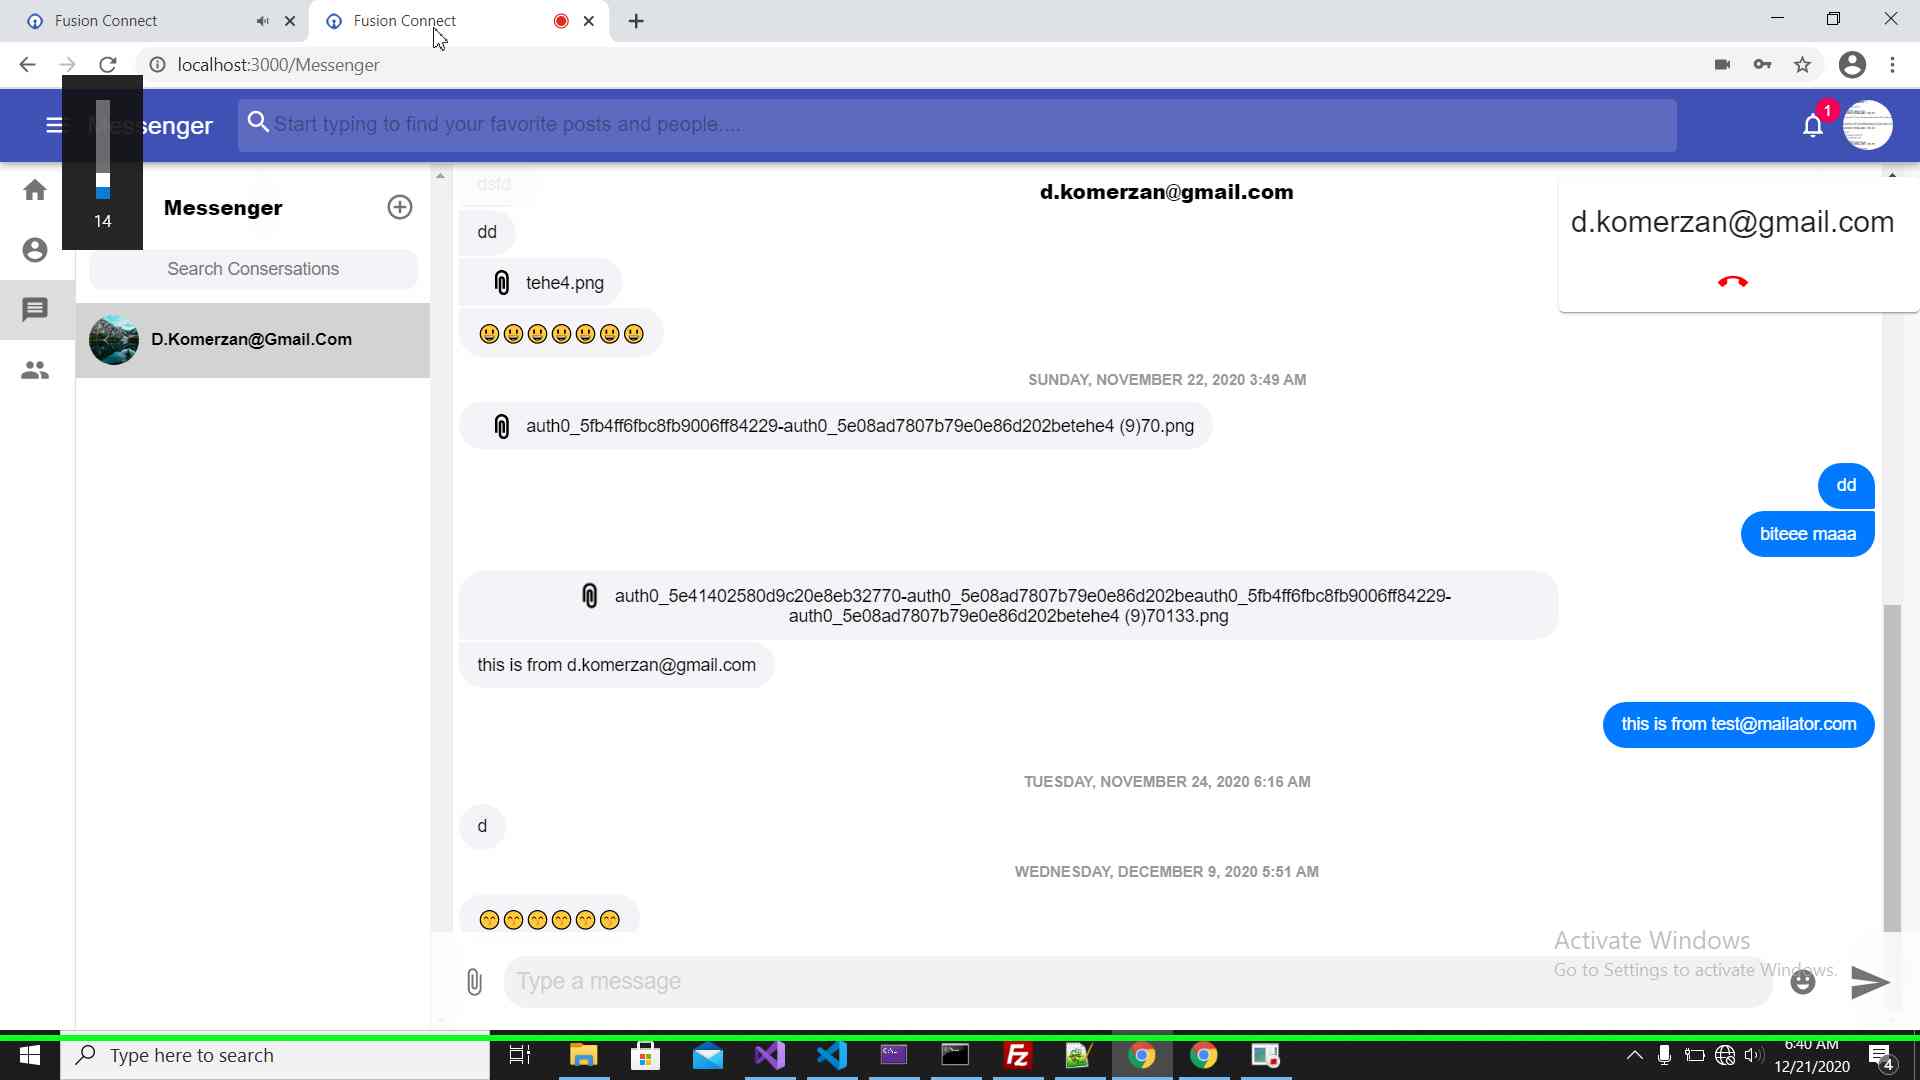 Fusion Connect
Fusion Connect
localhost:3000/Messenger
Messenger
Start typing to find your favorite posts and people....
1
14
Messenger
Search Consersations
D.Komerzan@Gmail.Com
dsfd
d.komerzan@gmail.com
d.komerzan@gmail.com
dd
tehe4.png
😃😃😃😃😃😃😃
SUNDAY, NOVEMBER 22, 2020 3:49 AM
auth0_5fb4ff6fbc8fb9006ff84229-auth0_5e08ad7807b79e0e86d202betehe4 (9)70.png
dd
biteee maaa
auth0_5e41402580d9c20e8eb32770-auth0_5e08ad7807b79e0e86d202beauth0_5fb4ff6fbc8fb9006ff84229-
auth0_5e08ad7807b79e0e86d202betehe4 (9)70133.png
this is from d.komerzan@gmail.com
this is from test@mailator.com
TUESDAY, NOVEMBER 24, 2020 6:16 AM
d
WEDNESDAY, DECEMBER 9, 2020 5:51 AM
😁😁😁😁😁😁
Activate Windows
Go to Settings to activate Windows.
Type a message
Type here to search
6:40 AM
12/21/2020
4